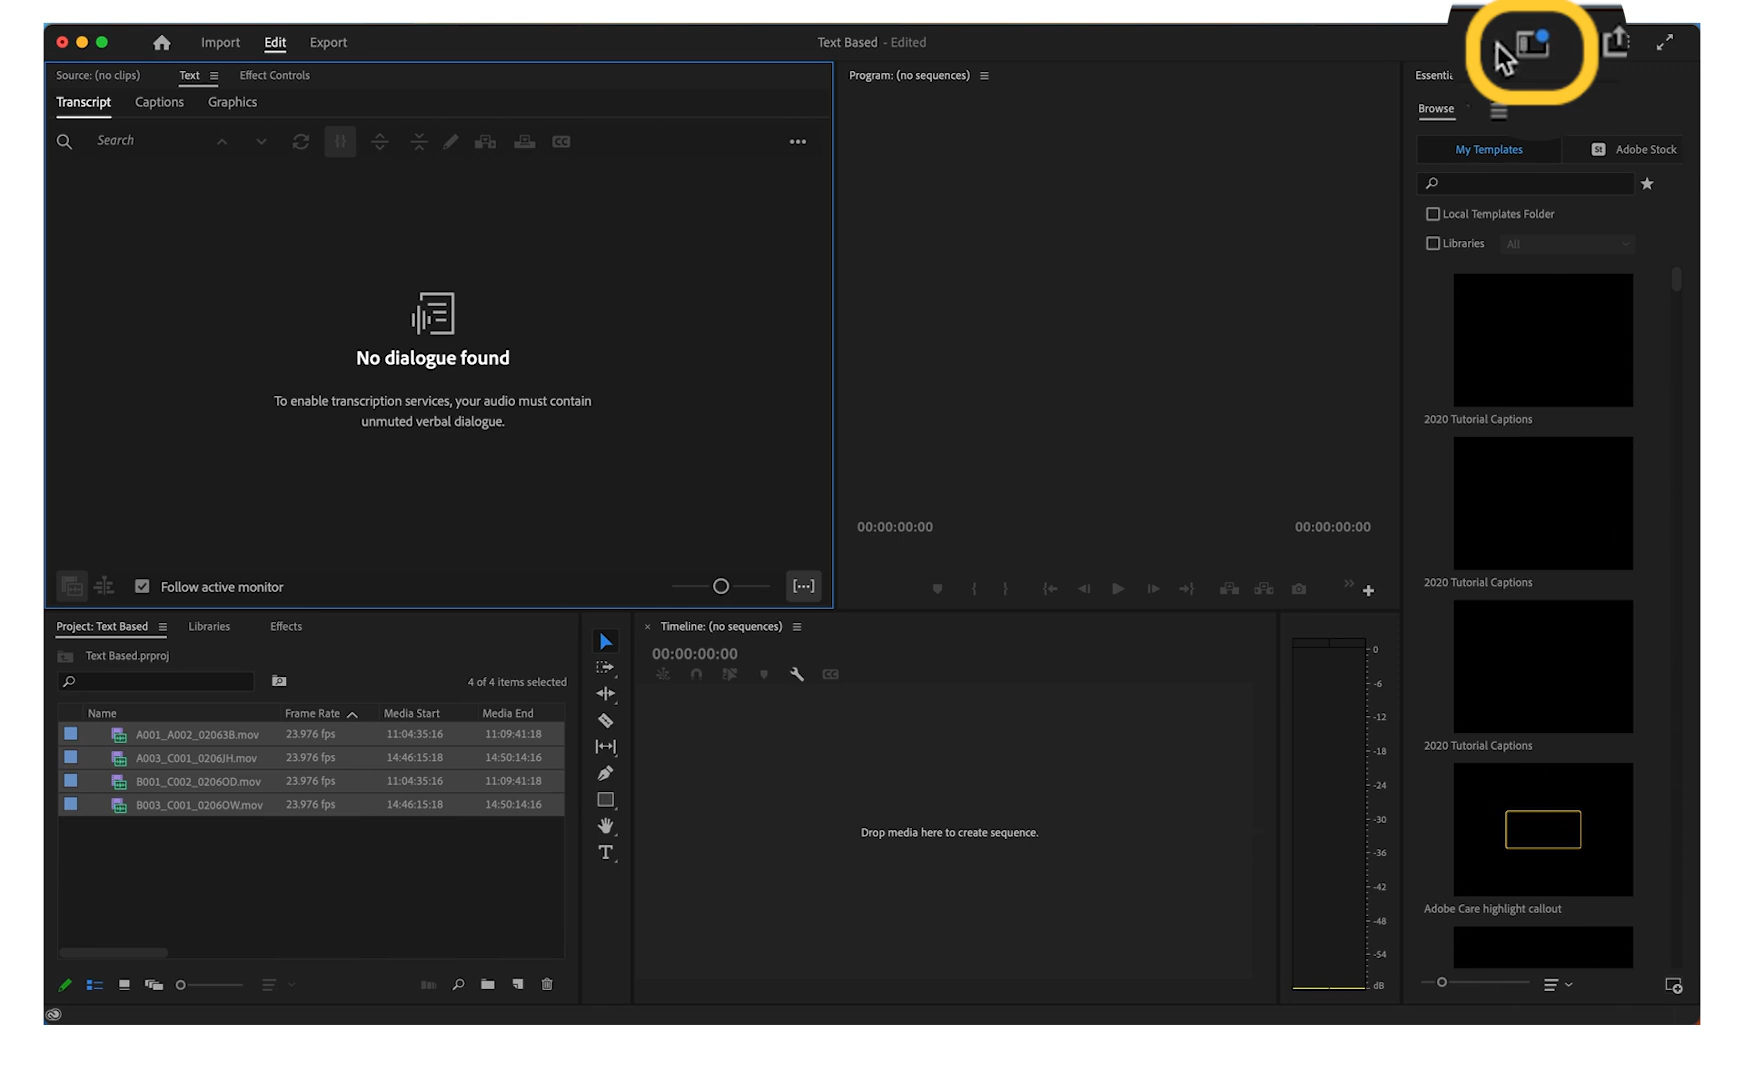 Import Edit Export
Text Based - Edited
Source: (no clips) Text Effect Controls
Program: (no sequences)
Transcript Captions Graphics
Browse
Search
My Templates St Adobe Stock
Local Templates Folder
Libraries All
No dialogue found
To enable transcription services, your audio must contain
unmuted verbal dialogue.
2020 Tutorial Captions
00:00:00:00 00:00:00:00
2020 Tutorial Captions
Follow active monitor
Project: Text Based Libraries Effects
Timeline: (no sequences)
00:00:00:00
Text Based.prproj
4 of 4 items selected
Name Frame Rate Media Start Media End
A001_A002_02063B.mov 23.976 fps 11:04:35:16 11:09:41:18
A003_C001_0206JH.mov 23.976 fps 14:46:15:18 14:50:14:16
B001_C002_0206OD.mov 23.976 fps 11:04:35:16 11:09:41:18
B003_C001_0206OW.mov 23.976 fps 14:46:15:18 14:50:14:16
CC
CC
Drop media here to create sequence.
0
-6
-12
-18
-24
-30
-36
-42
-48
-54
dB
2020 Tutorial Captions
Adobe Care highlight callout